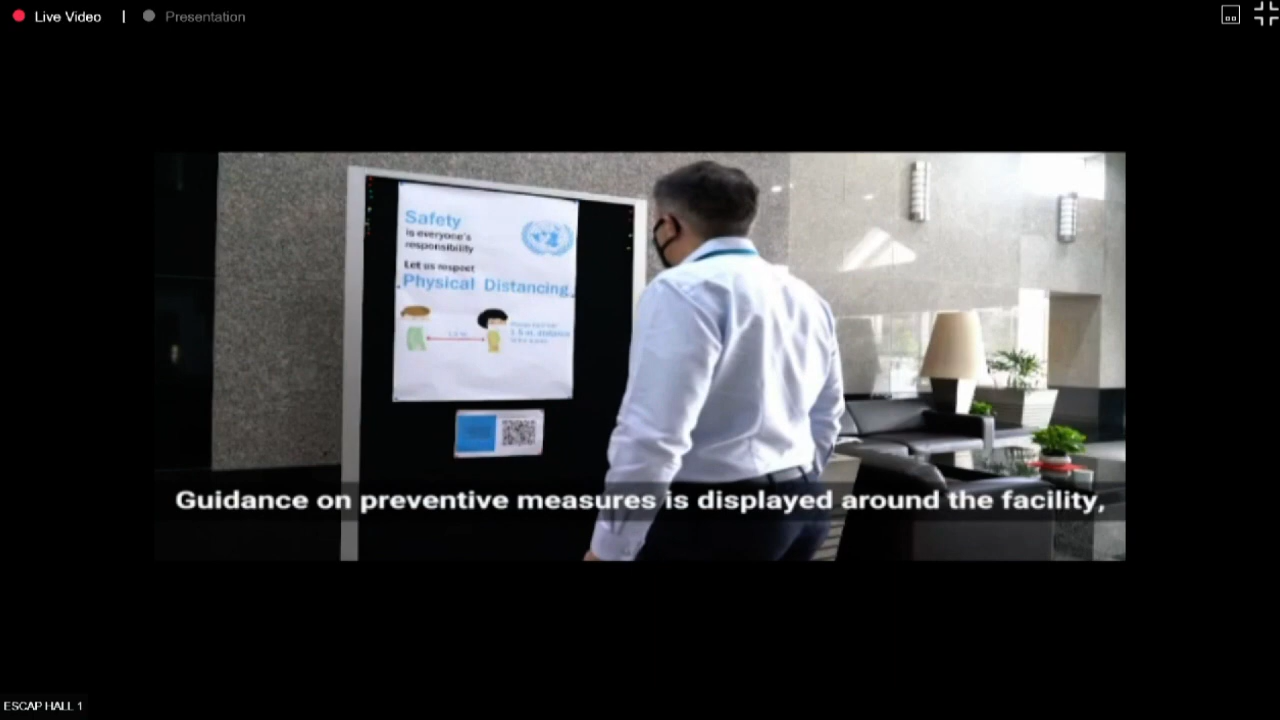 Live Video | Presentation
Safety
is everyone's
responsibility
Let us respect
Physical Distancing
Guidance on preventive measures is displayed around the facility,
ESCAP HALL 1